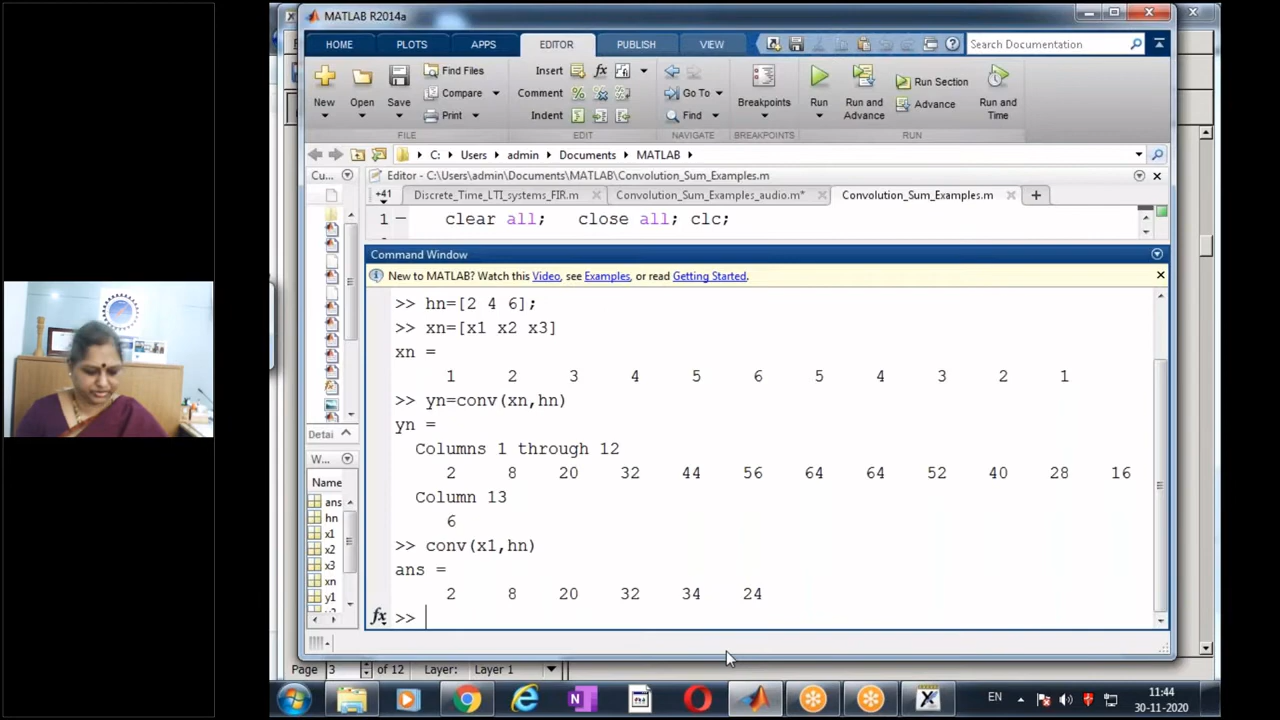 MATLAB R2014a
HOME PLOTS APPS EDITOR PUBLISH VIEW Search Documentation
New Open Save Find Files Compare Print Insert Comment Indent Go To Find Breakpoints Run Run and Advance Run Section Advance Run and Time
FILE EDIT NAVIGATE BREAKPOINTS RUN
C: Users admin Documents MATLAB
Cu... Editor - C:\Users\admin\Documents\MATLAB\Convolution_Sum_Examples.m
+41 Discrete_Time_LTI_systems_FIR.m Convolution_Sum_Examples_audio.m* Convolution_Sum_Examples.m
1 clear all; close all; clc;
Command Window
New to MATLAB? Watch this Video, see Examples, or read Getting Started.
>> hn=[2 4 6];
>> xn=[x1 x2 x3]
xn =
1 2 3 4 5 6 5 4 3 2 1
>> yn=conv(xn,hn)
yn =
Columns 1 through 12
2 8 20 32 44 56 64 64 52 40 28 16
Column 13
6
>> conv(x1,hn)
ans =
2 8 20 32 34 24
fx >>
Detai
W...
Name
ans
hn
x1
x2
x3
xn
y1
Page 3 of 12 Layer: Layer 1
EN 11:44
30-11-2020